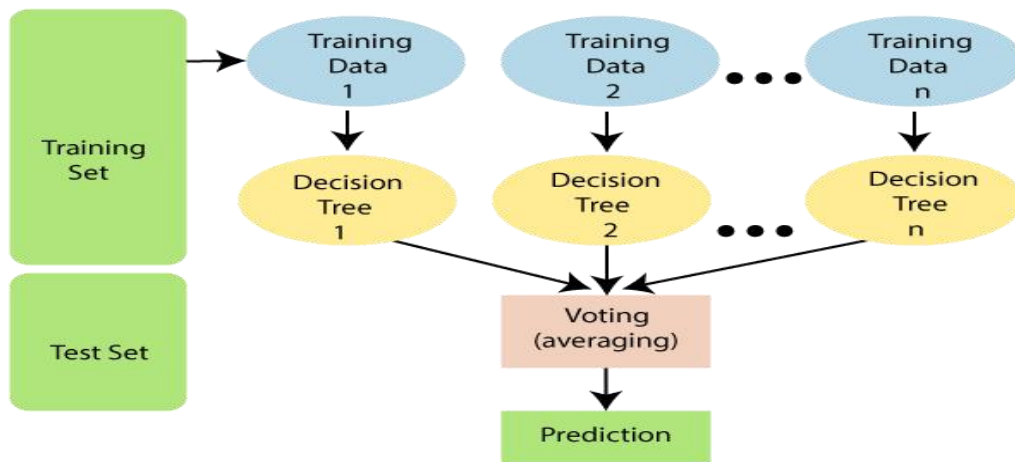 Training
Data
1
Training
Data
2
Training
Data
n
Training
Set
Decision
Tree
1
Decision
Tree
2
Decision
Tree
n
Test Set
Voting
(averaging)
Prediction